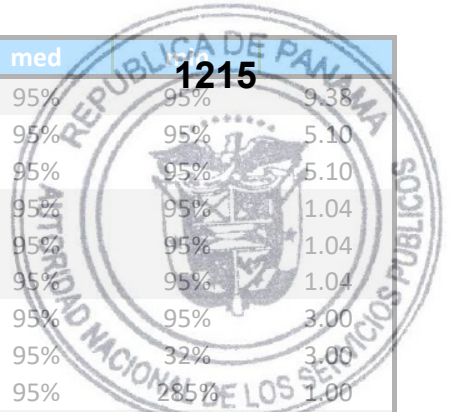 med min
1215
95% 95% 9.38
95% 95% 5.10
95% 95% 5.10
95% 95% 1.04
95% 95% 1.04
95% 95% 1.04
95% 95% 3.00
95% 32% 3.00
95% 285% 1.00
REPUBLICA DE PANAMA
AUTORIDAD NACIONAL DE LOS SERVICIOS PUBLICOS